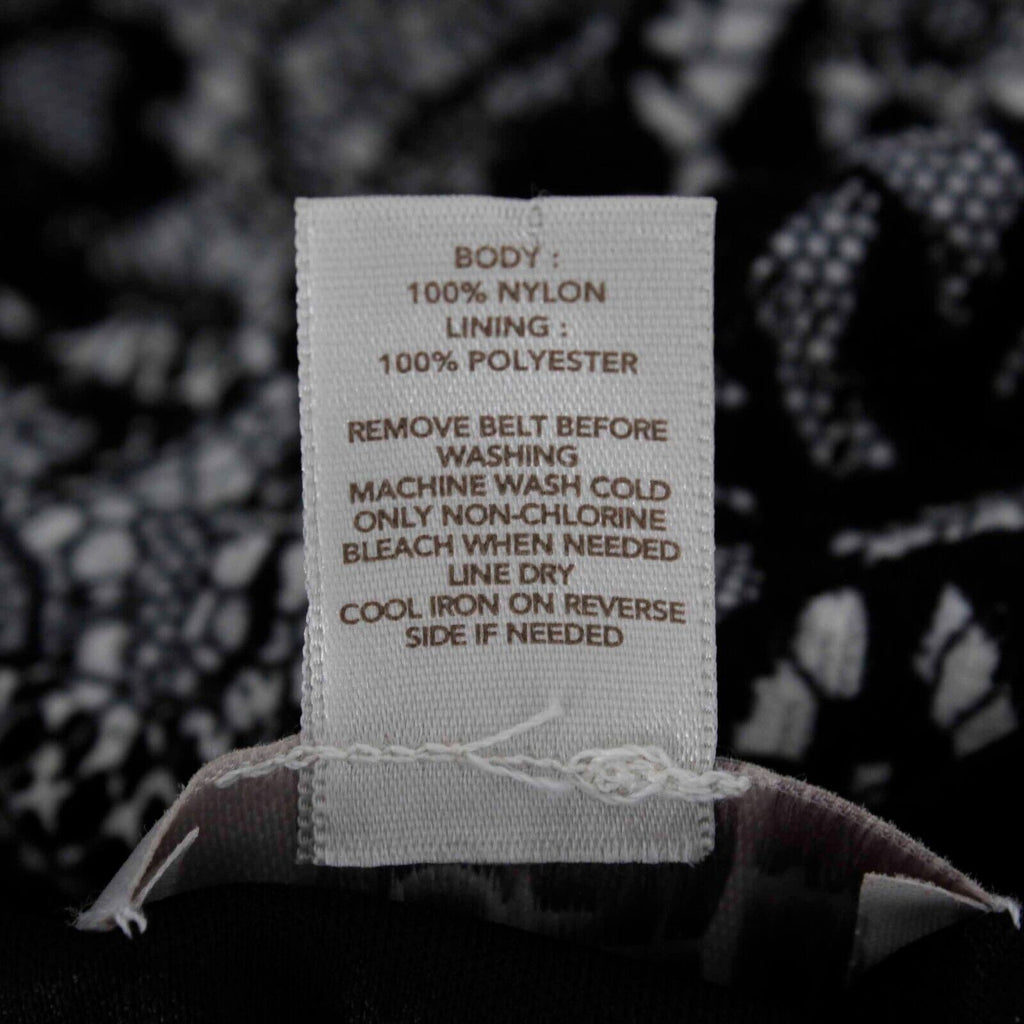 BODY :
100% NYLON
LINING :
100% POLYESTER
REMOVE BELT BEFORE
WASHING
MACHINE WASH COLD
ONLY NON-CHLORINE
BLEACH WHEN NEEDED
LINE DRY
COOL IRON ON REVERSE
SIDE IF NEEDED